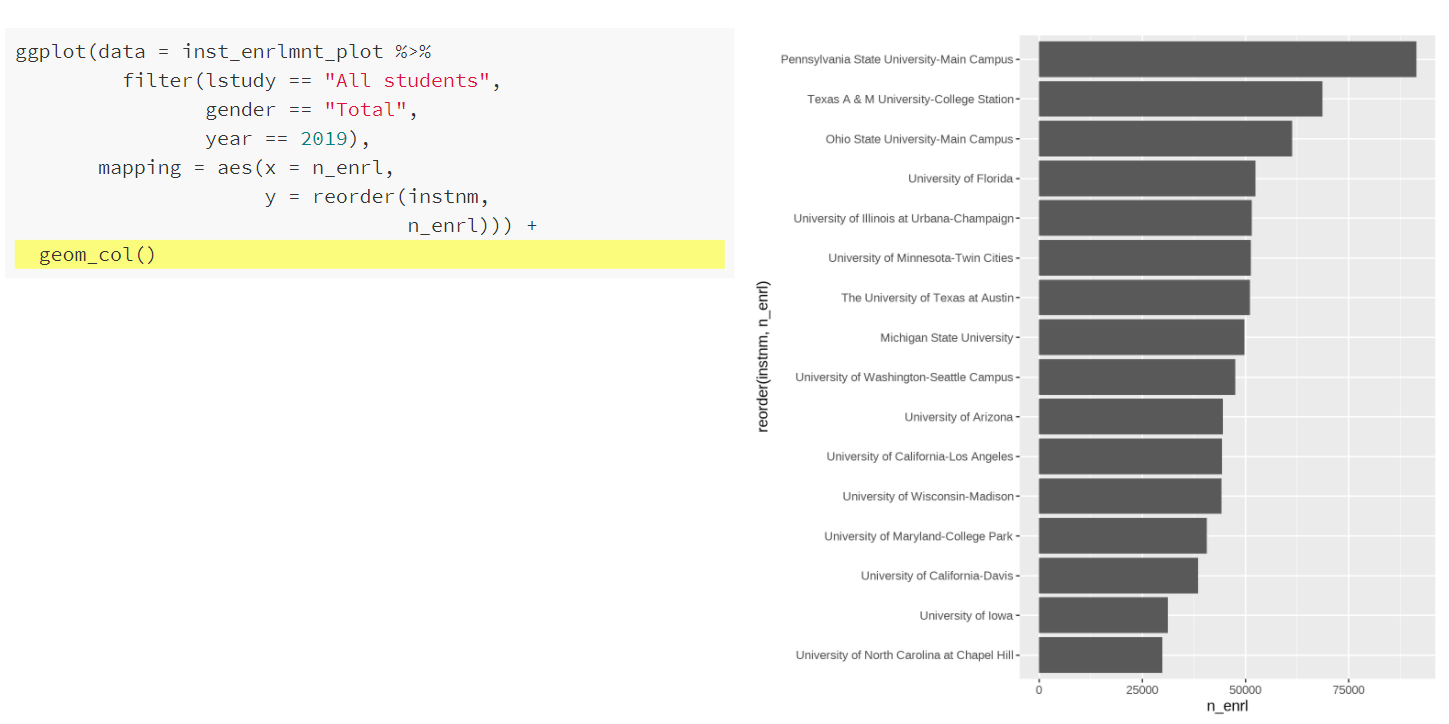 ggplot(data = inst_enrlmnt_plot %>%
filter(lstudy == "All students",
gender == "Total",
year == 2019),
mapping = aes(x = n_enrl,
y = reorder(instnm,
n_enrl))) +
geom_col()
reorder(instnm, n_enrl)
Pennsylvania State University-Main Campus
Texas A & M University-College Station
Ohio State University-Main Campus
University of Florida
University of Illinois at Urbana-Champaign
University of Minnesota-Twin Cities
The University of Texas at Austin
Michigan State University
University of Washington-Seattle Campus
University of Arizona
University of California-Los Angeles
University of Wisconsin-Madison
University of Maryland-College Park
University of California-Davis
University of Iowa
University of North Carolina at Chapel Hill
0 25000 50000 75000
n_enrl